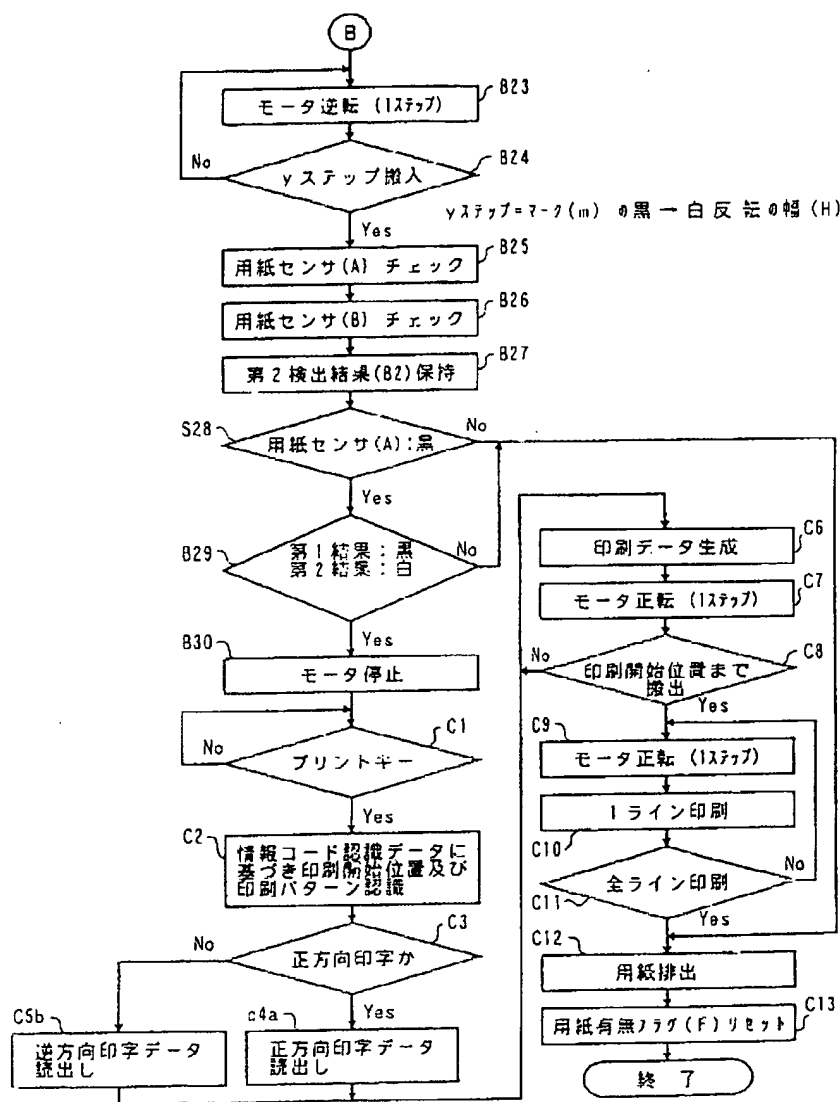 B
モータ逆転 (1ステップ)
B23
B24
No
yステップ搬入
yステップ=マーク(m) の黒→白反転の幅(H)
Yes
B25
用紙センサ(A) チェック
B26
用紙センサ(B) チェック
B27
第2検出結果(B2)保持
S28
用紙センサ(A):黒
No
Yes
B29
第1結果:黒
第2結果:白
No
Yes
B30
モータ停止
C1
No
プリントキー
Yes
C2
情報コード認識データに
基づき印刷開始位置及び
印刷パターン認識
C3
No
正方向印字か
Yes
C5b
逆方向印字データ
読出し
c4a
正方向印字データ
読出し
C6
印刷データ生成
C7
モータ正転 (1ステップ)
C8
No
印刷開始位置まで
搬出
Yes
C9
モータ正転 (1ステップ)
1ライン印刷
C10
No
全ライン印刷
C11
Yes
C12
用紙排出
C13
用紙有無フラグ(F)リセット
終了